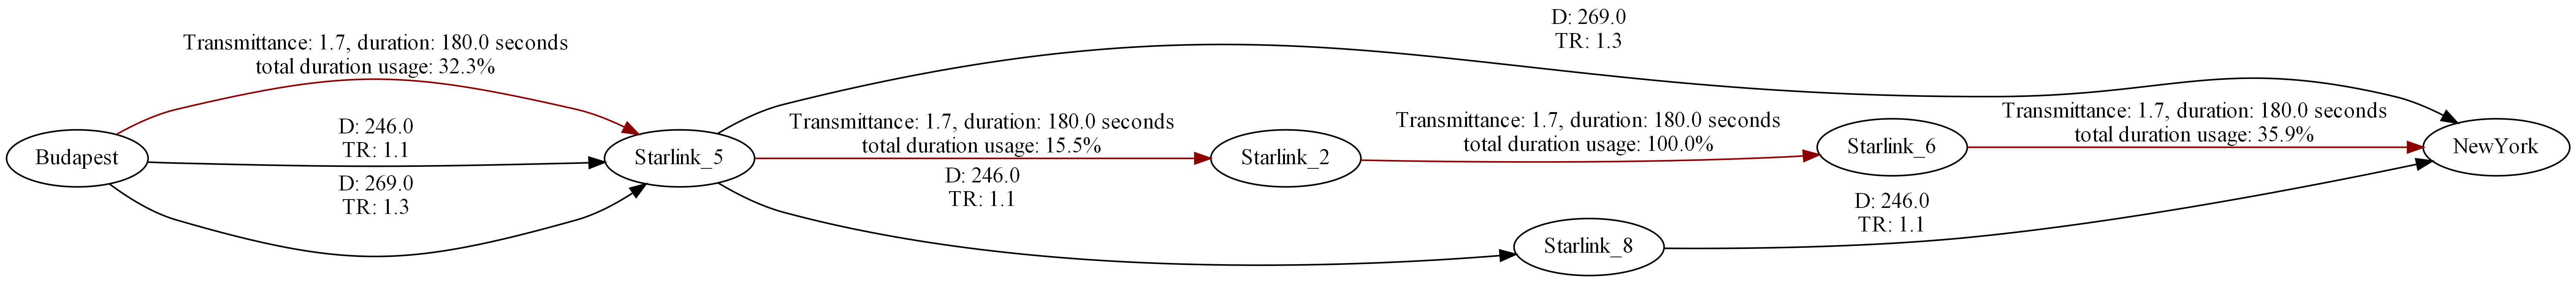 D: 269.0
TR: 1.3
Transmittance: 1.7, duration: 180.0 seconds
total duration usage: 32.3%
D: 246.0
TR: 1.1
D: 269.0
TR: 1.3
Budapest
Starlink_5
Transmittance: 1.7, duration: 180.0 seconds
total duration usage: 15.5%
D: 246.0
TR: 1.1
Starlink_2
Transmittance: 1.7, duration: 180.0 seconds
total duration usage: 100.0%
Starlink_6
Transmittance: 1.7, duration: 180.0 seconds
total duration usage: 35.9%
NewYork
D: 246.0
TR: 1.1
Starlink_8